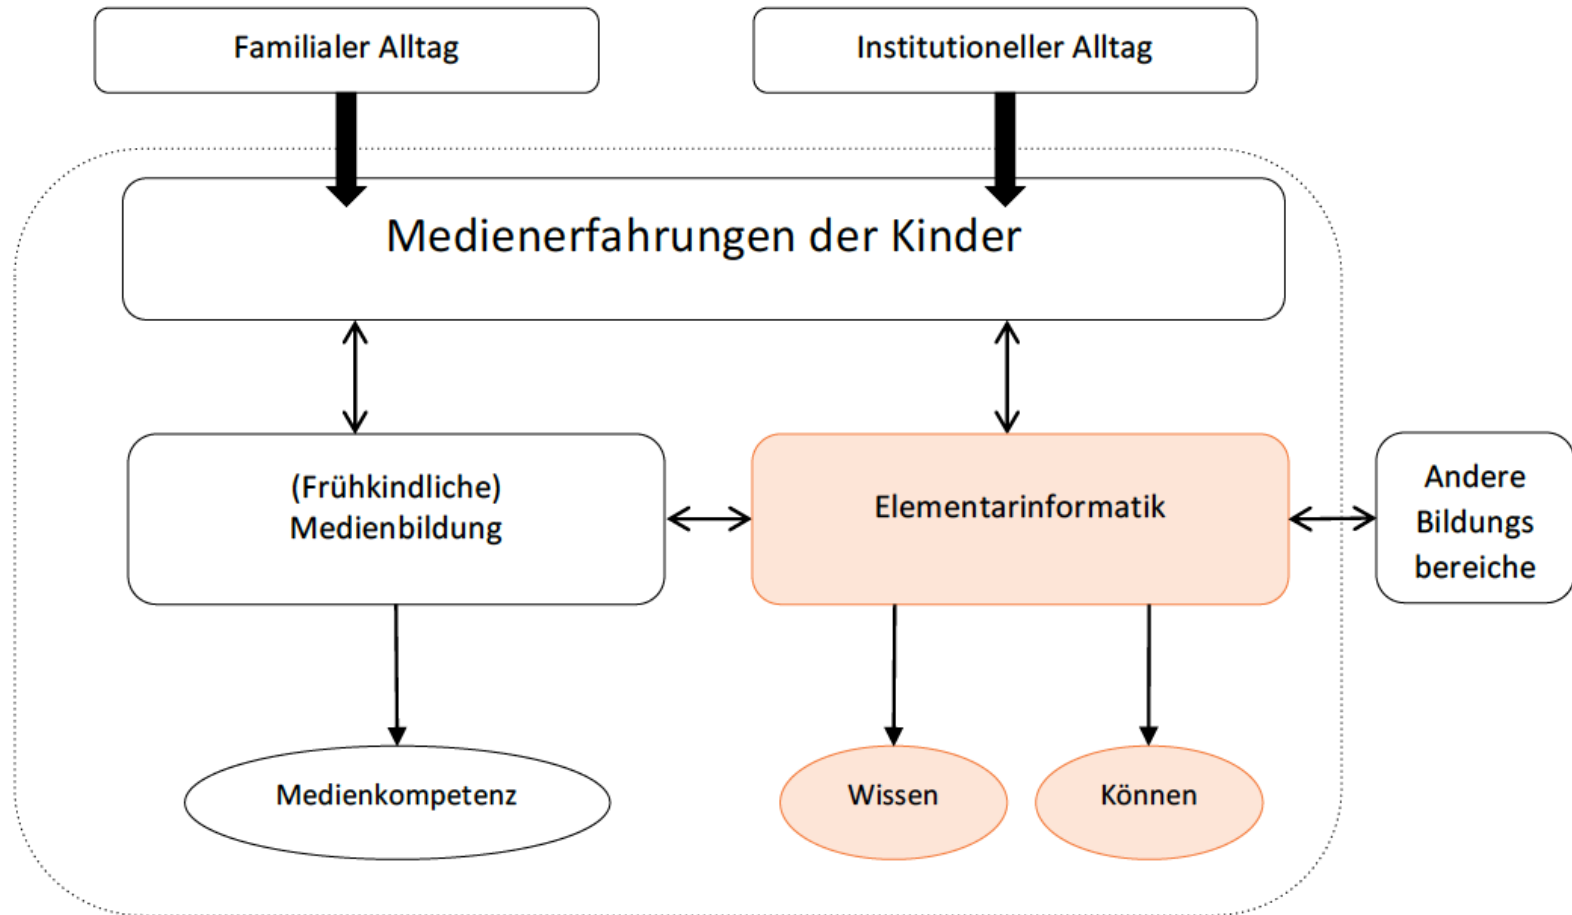 Familialer Alltag
Institutioneller Alltag
Medienerfahrungen der Kinder
(Frühkindliche)
Medienbildung
Elementarinformatik
Andere
Bildungs
bereiche
Medienkompetenz
Wissen
Können